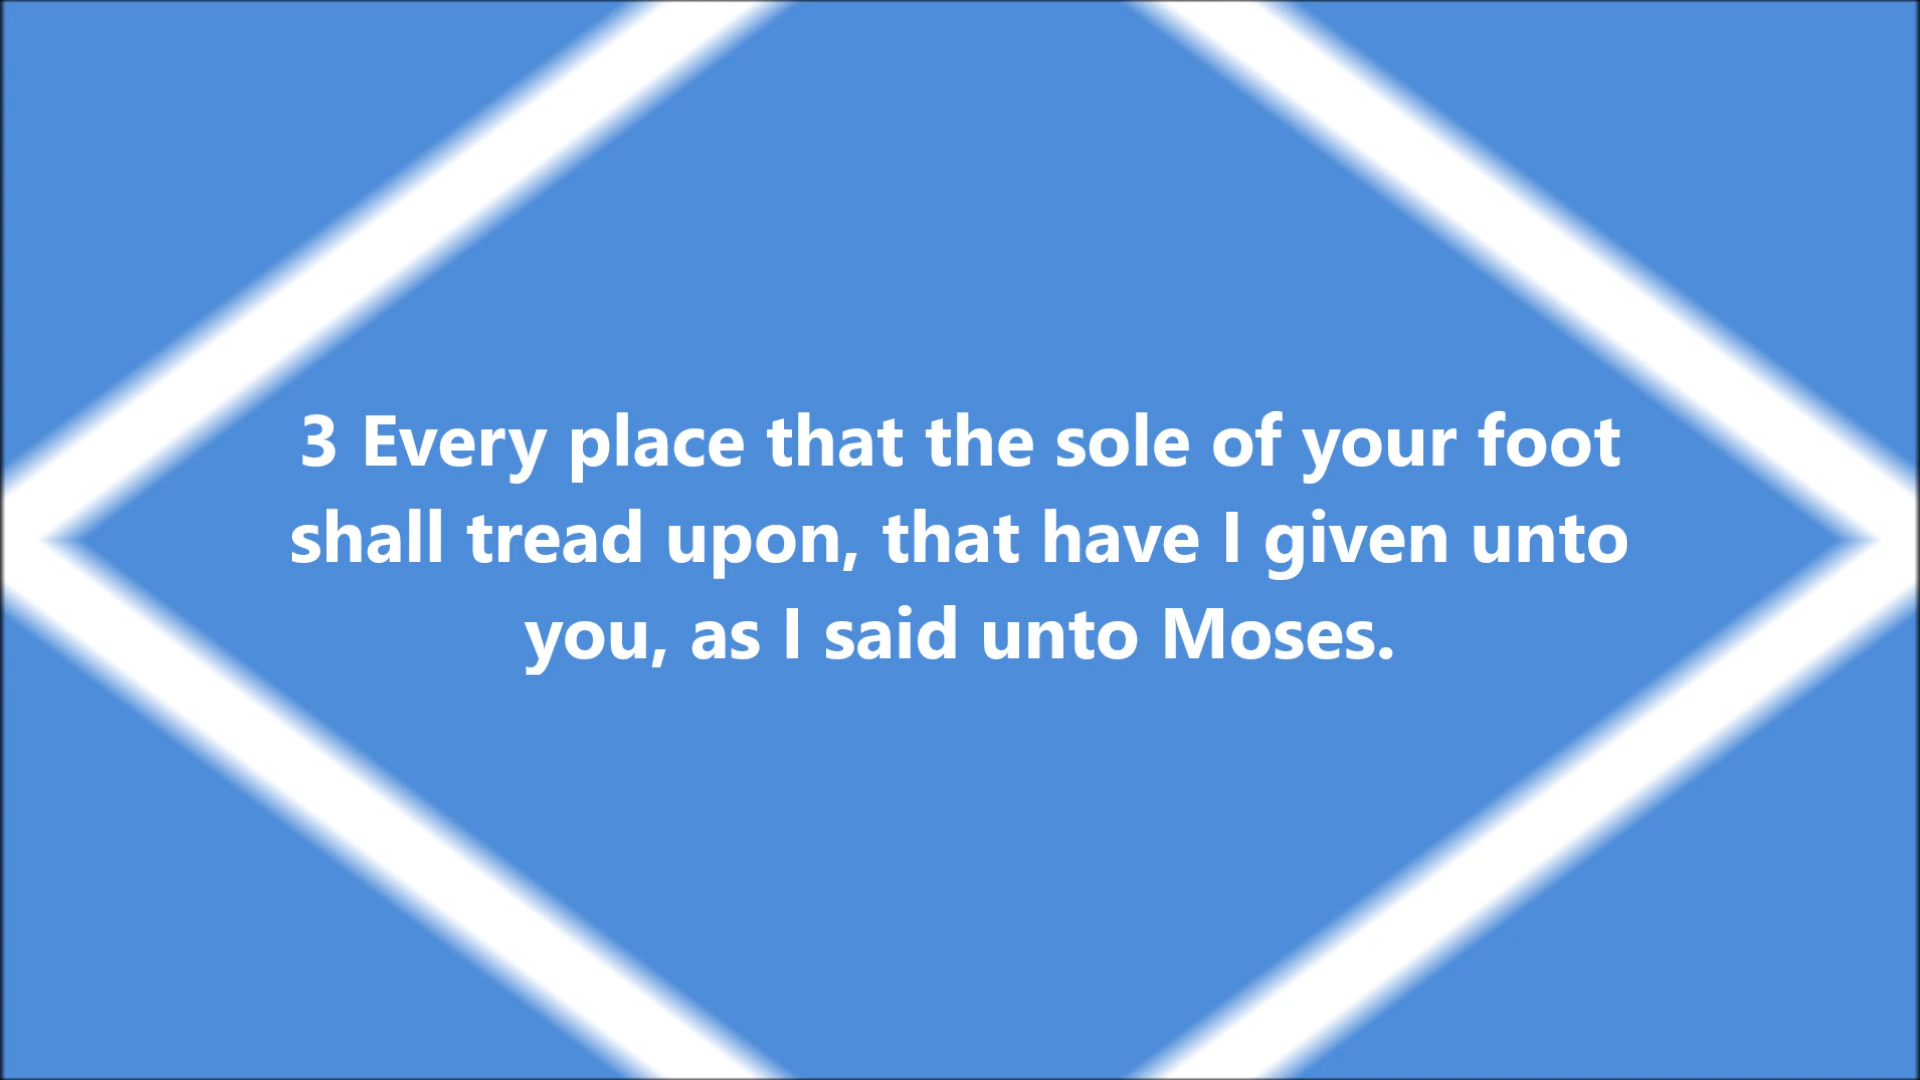 3 Every place that the sole of your foot
shall tread upon, that have I given unto
you, as I said unto Moses.